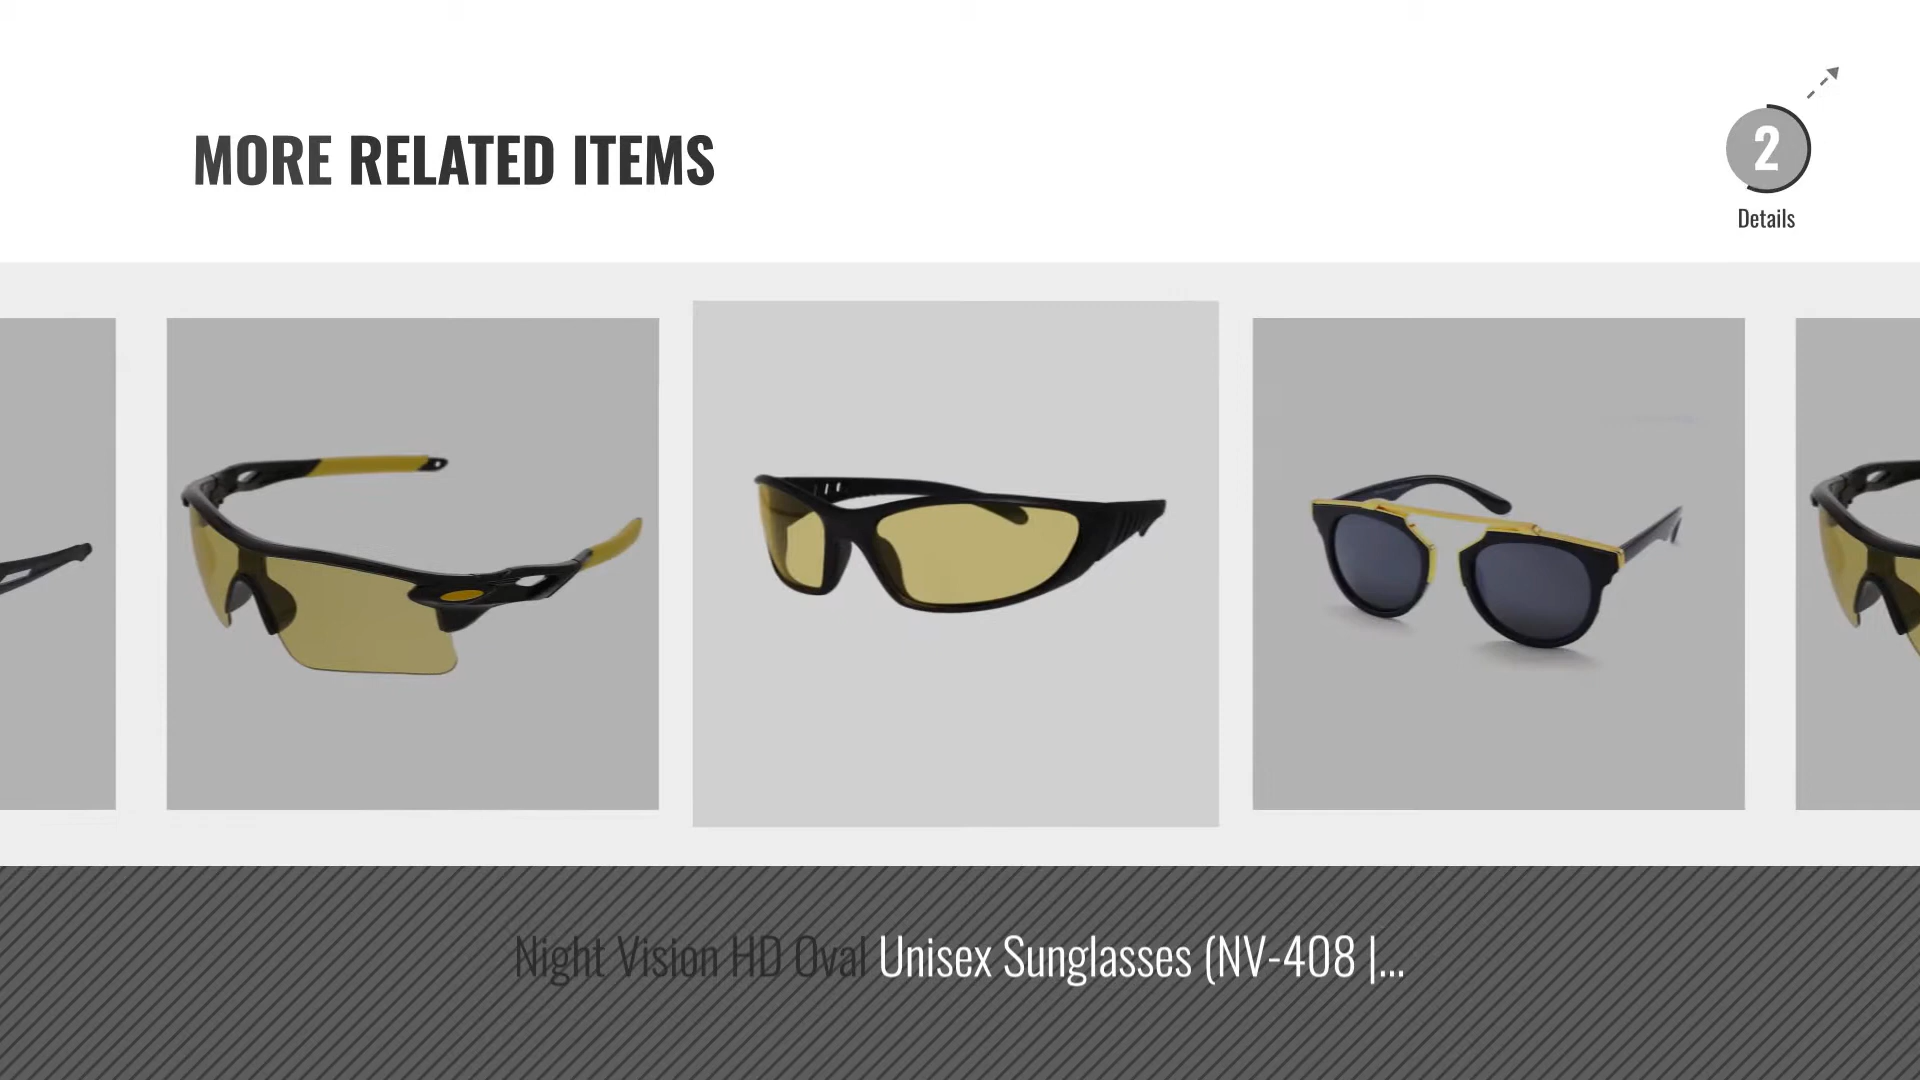 MORE RELATED ITEMS
2
Details
Night Vision HD Oval Unisex Sunglasses (NV-408 |...